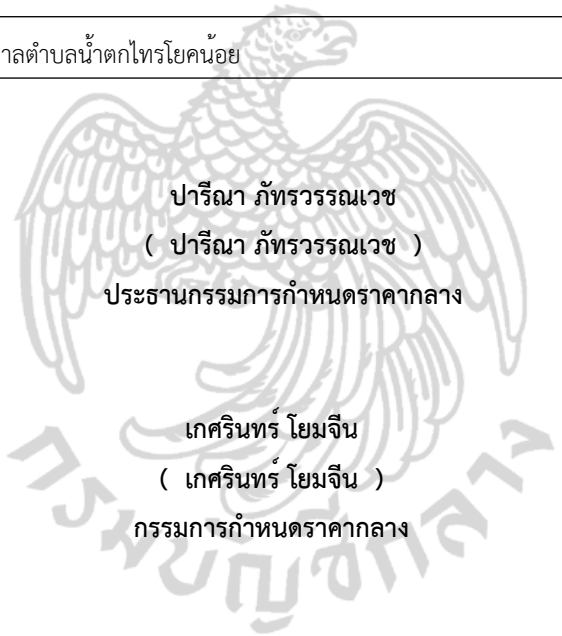 าลตำบลน้ำตกไทรโยคน้อย
ปารีณา ภัทรวรรณเวช
( ปารีณา ภัทรวรรณเวช )
ประธานกรรมการกำหนดราคากลาง
เกศรินทร์ โยมจีน
( เกศรินทร์ โยมจีน )
กรรมการกำหนดราคากลาง
กรมบัญชีกลาง